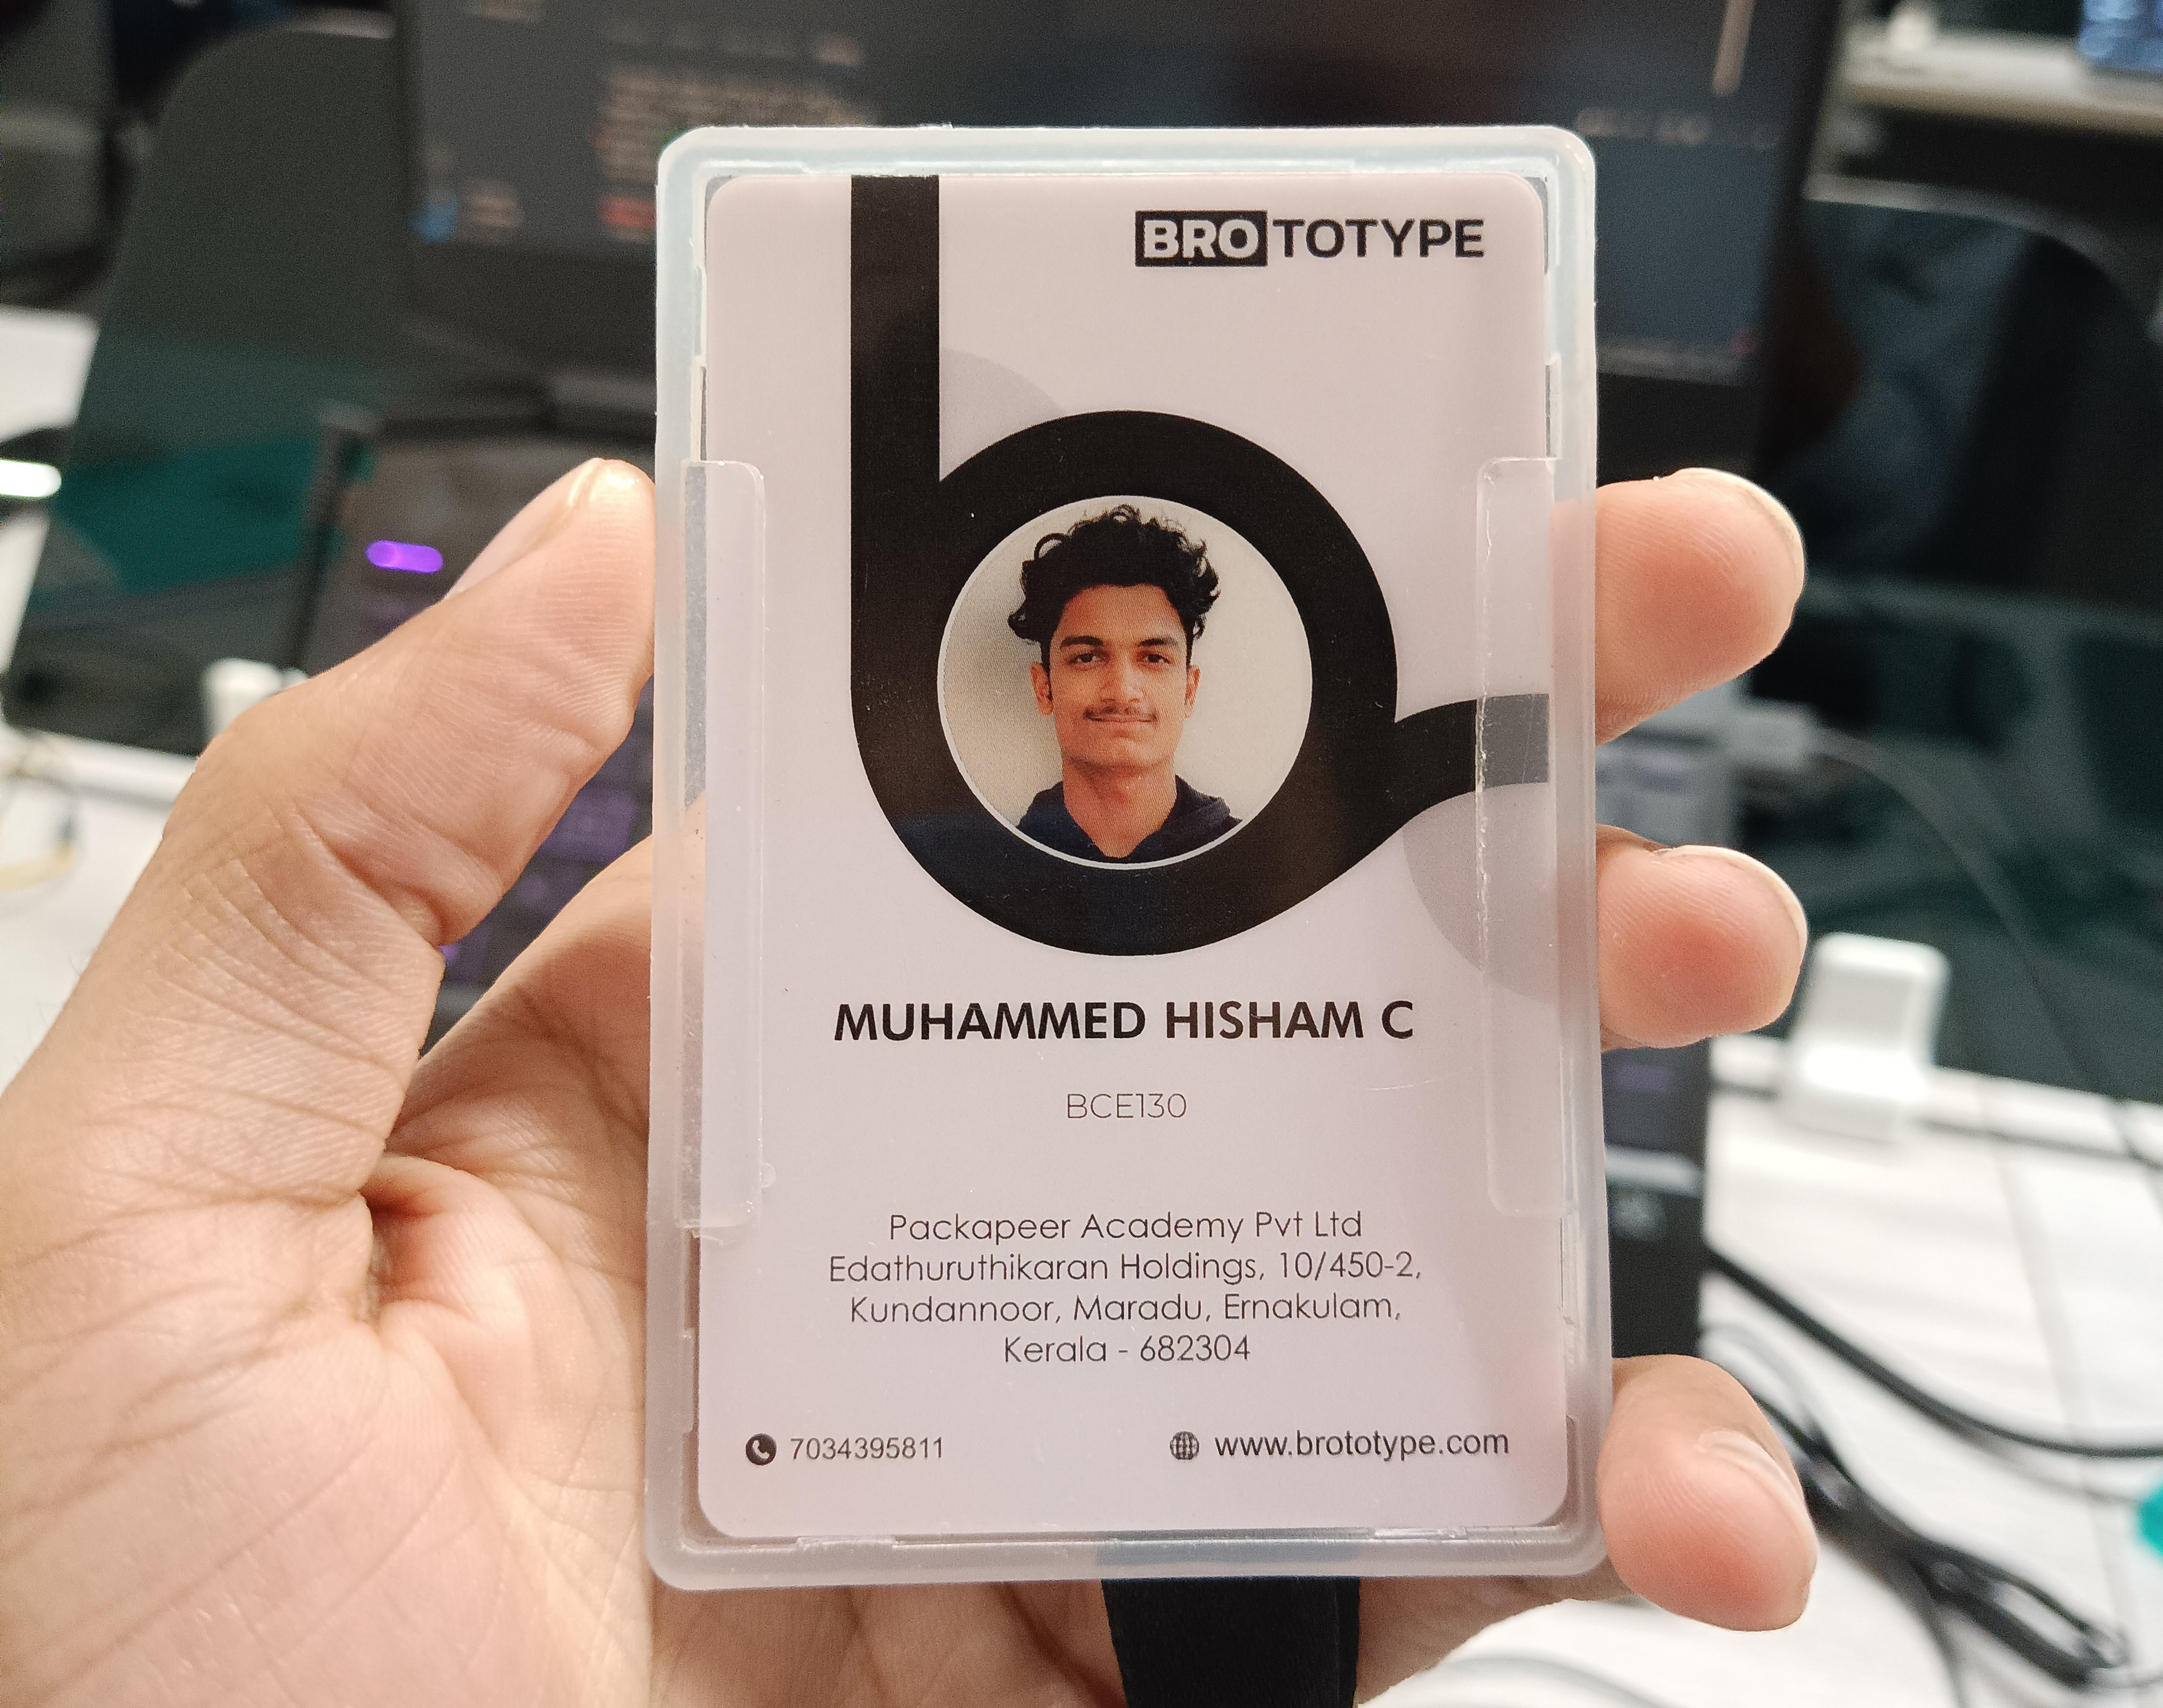 BROTOTYPE
MUHAMMED HISHAM C
BCE130
Packapeer Academy Pvt Ltd
Edathuruthikaran Holdings, 10/450-2,
Kundannoor, Maradu, Ernakulam,
Kerala - 682304
7034395811
www.brototype.com